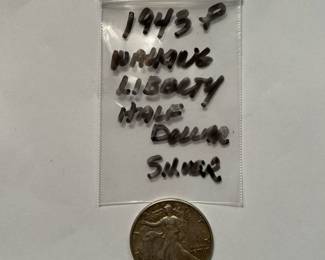 1943 P
WALKING
LIBERTY
HALF
DOLLAR
SILVER